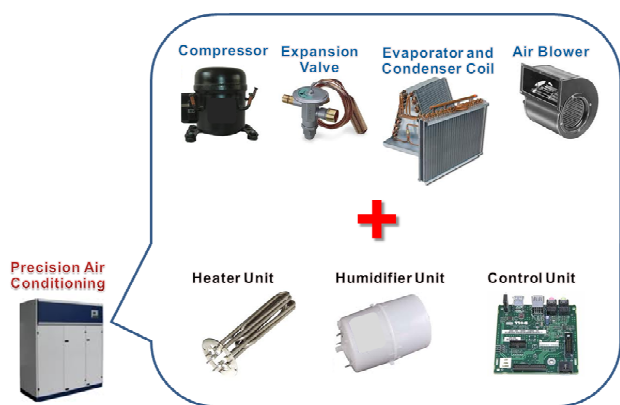 Compressor
Expansion
Valve
Evaporator and
Condenser Coil
Air Blower
Precision Air
Conditioning
Heater Unit
Humidifier Unit
Control Unit